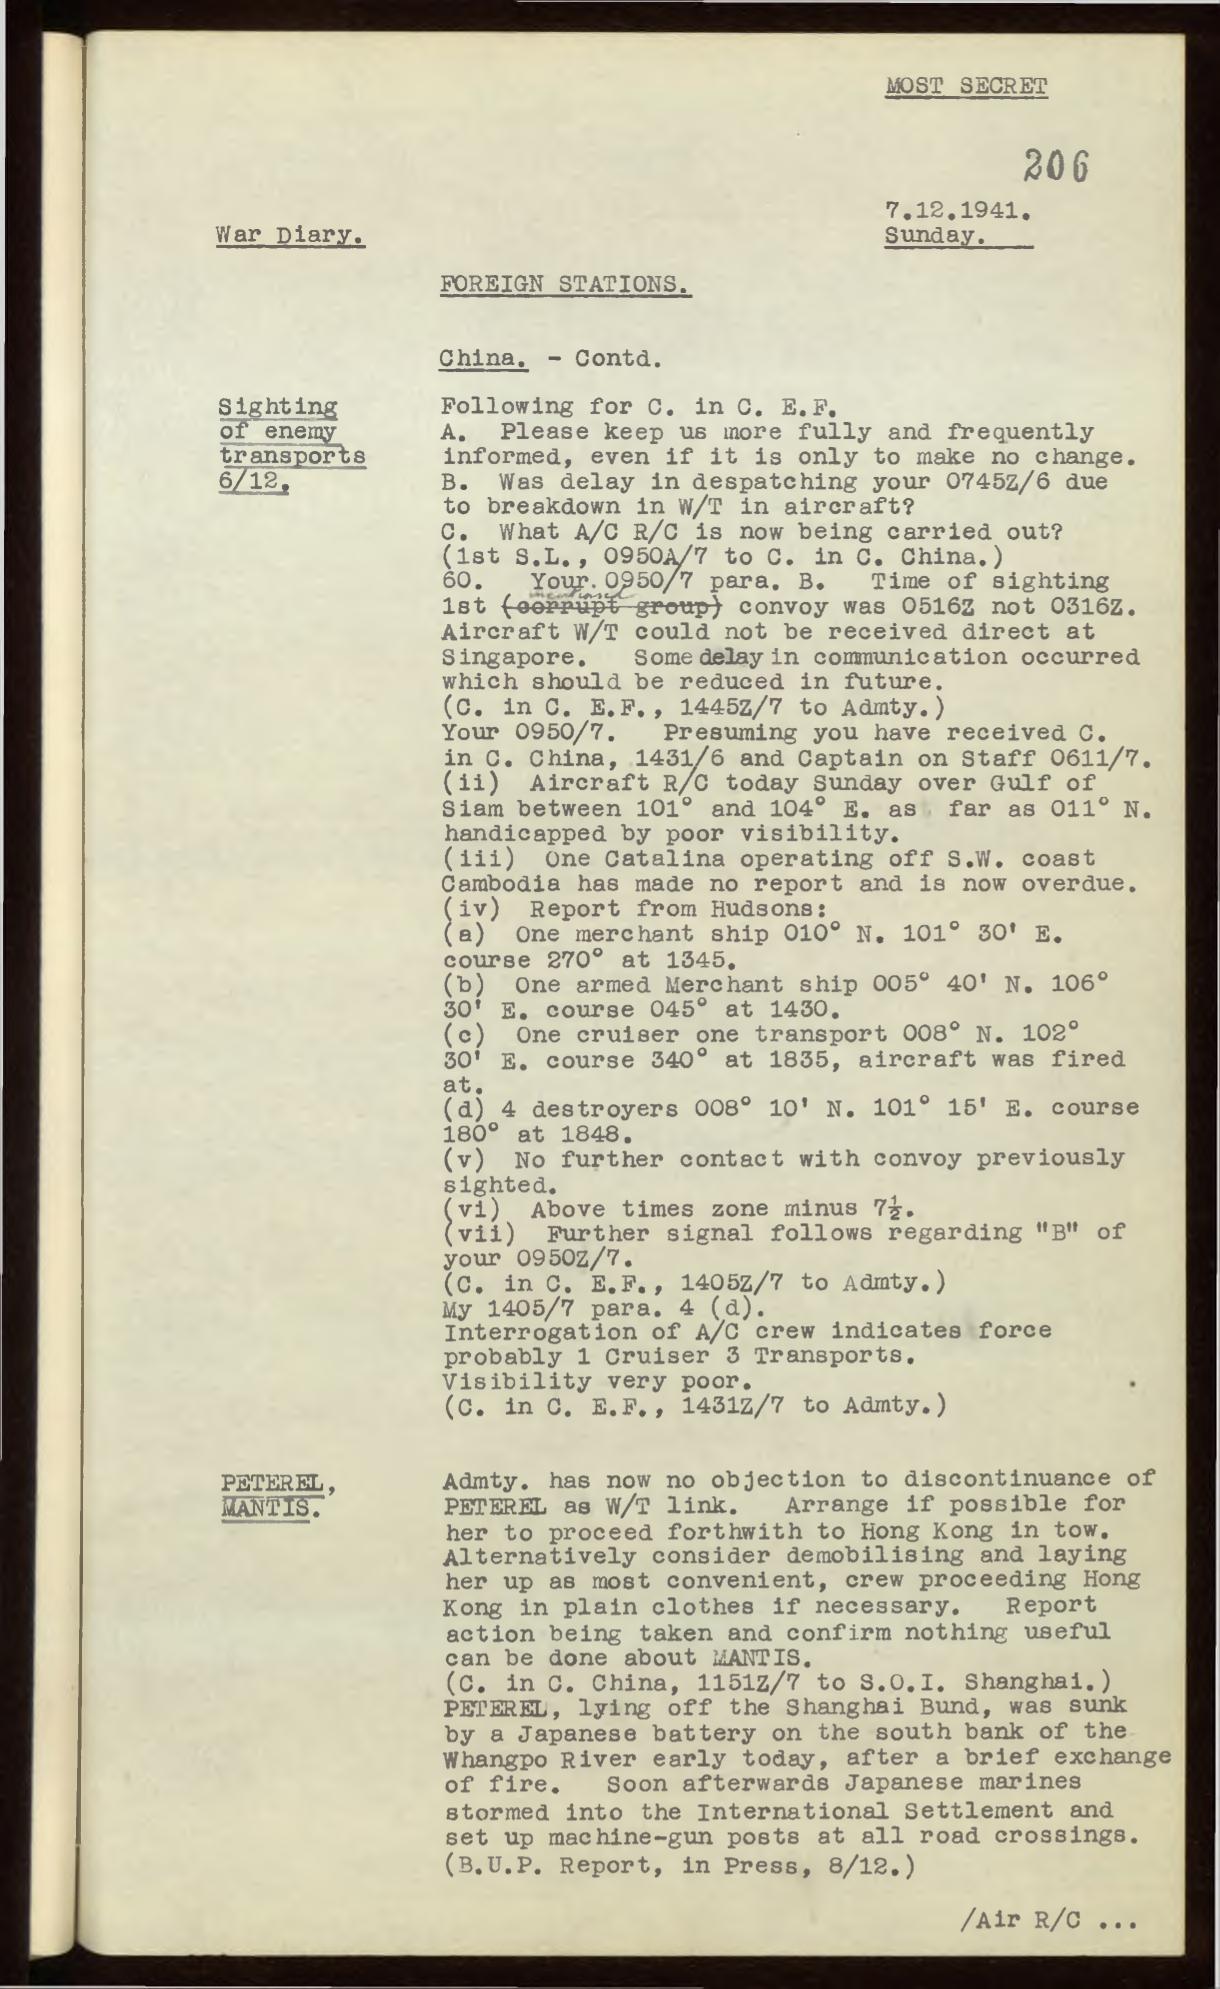 MOST SECRET
206
7.12.1941.
War Diary.
Sunday.
FOREIGN STATIONS.
China. - Contd.
Sighting
of enemy
transports
6/12.
Following for C. in C. E.F.
A. Please keep us more fully and frequently
informed, even if it is only to make no change.
B. Was delay in despatching your 0745Z/6 due
to breakdown in W/T in aircraft?
C. What A/C R/C is now being carried out?
(1st S.L., 0950A/7 to C. in C. China.)
60. Your. 0950/7 para. B. Time of sighting
mentioned
1st (corrupt group) convoy was 0516Z not 0316Z.
Aircraft W/T could not be received direct at
Singapore. Some delay in communication occurred
which should be reduced in future.
(C. in C. E.F., 1445Z/7 to Admty.)
Your 0950/7. Presuming you have received C.
in C. China, 1431/6 and Captain on Staff 0611/7.
(ii) Aircraft R/C today Sunday over Gulf of
Siam between 101° and 104° E. as far as 011° N.
handicapped by poor visibility.
(iii) One Catalina operating off S.W. coast
Cambodia has made no report and is now overdue.
(iv) Report from Hudsons:
(a) One merchant ship 010° N. 101° 30' E.
course 270° at 1345.
(b) One armed Merchant ship 005° 40' N. 106°
30' E. course 045° at 1430.
(c) One cruiser one transport 008° N. 102°
30' E. course 340° at 1835, aircraft was fired
at.
(d) 4 destroyers 008° 10' N. 101° 15' E. course
180° at 1848.
(v) No further contact with convoy previously
sighted.
(vi) Above times zone minus 7½.
(vii) Further signal follows regarding "B" of
your 0950Z/7.
(C. in C. E.F., 1405Z/7 to Admty.)
My 1405/7 para. 4 (d).
Interrogation of A/C crew indicates force
probably 1 Cruiser 3 Transports.
Visibility very poor.
(C. in C. E.F., 1431Z/7 to Admty.)
PETEREL,
MANTIS.
Admty. has now no objection to discontinuance of
PETEREL as W/T link. Arrange if possible for
her to proceed forthwith to Hong Kong in tow.
Alternatively consider demobilising and laying
her up as most convenient, crew proceeding Hong
Kong in plain clothes if necessary. Report
action being taken and confirm nothing useful
can be done about MANTIS.
(C. in C. China, 1151Z/7 to S.O.I. Shanghai.)
PETEREL, lying off the Shanghai Bund, was sunk
by a Japanese battery on the south bank of the
Whangpo River early today, after a brief exchange
of fire. Soon afterwards Japanese marines
stormed into the International Settlement and
set up machine-gun posts at all road crossings.
(B.U.P. Report, in Press, 8/12.)
/Air R/C ...